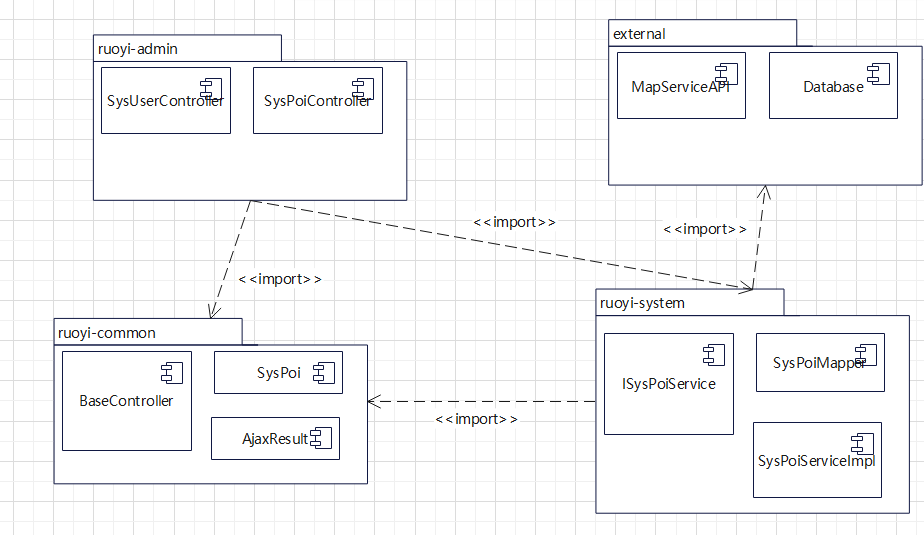 ruoyi-admin
SysUserController
SysPoiController
external
MapServiceAPI
Database
<<import>>
<<import>>
<<import>>
ruoyi-common
BaseController
SysPoi
AjaxResult
<<import>>
ruoyi-system
ISysPoiService
SysPoiMapper
SysPoiServiceImpl